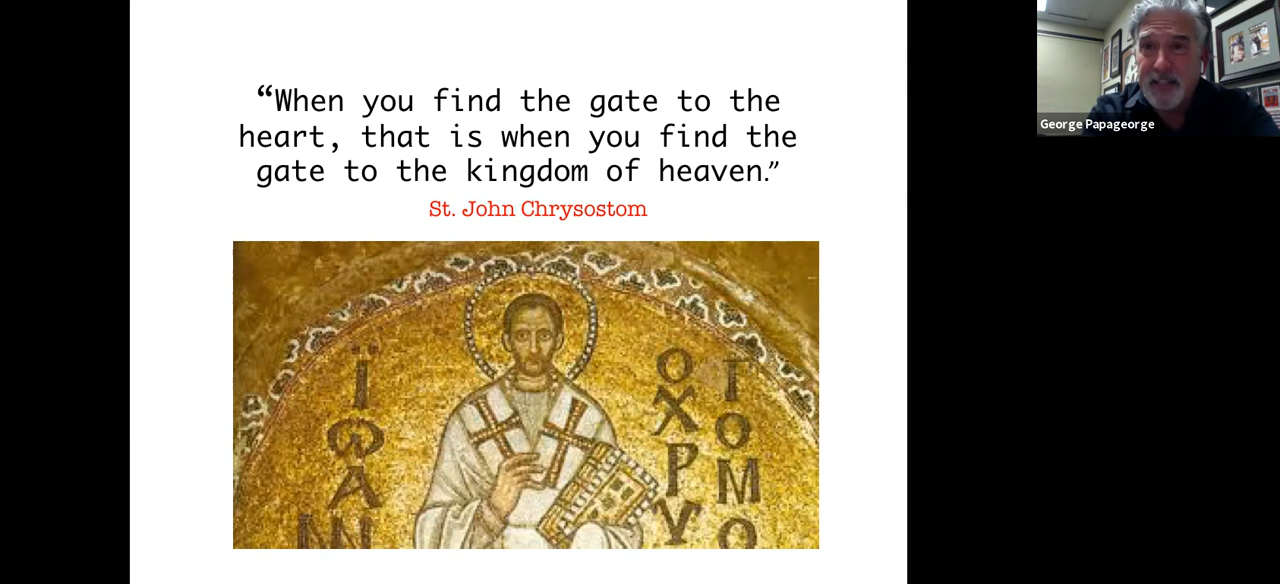 “When you find the gate to the
heart, that is when you find the
gate to the kingdom of heaven.”
St. John Chrysostom
Ϊ
Ω
Α
Ο
Χ
Ρ
Υ
Τ
Ο
Μ
Ο
George Papageorge